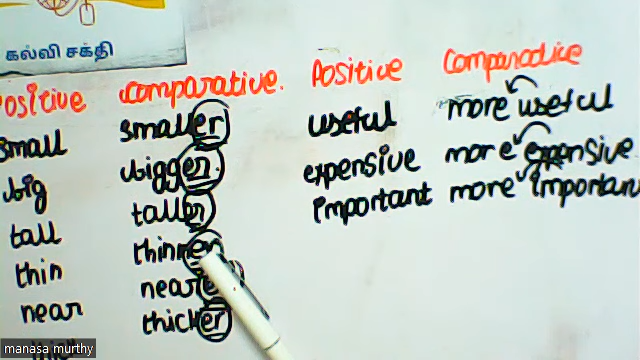 கல்வி சக்தி
Positive comparative. Positive Comparative
small smaller useful more useful
big bigger. expensive more expensive.
tall taller important more important
thin thinner
near nearer
thick thicker
manasa murthy